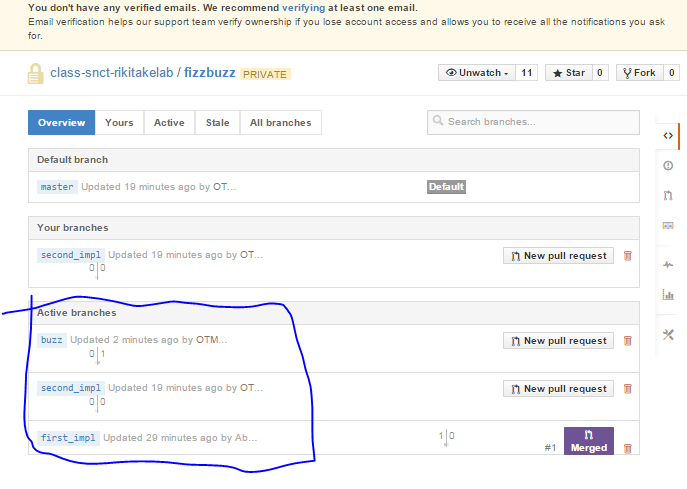 You don't have any verified emails. We recommend verifying at least one email.
Email verification helps our support team verify ownership if you lose account access and allows you to receive all the notifications you ask
for.
class-snct-rikitakelab / fizzbuzz PRIVATE
Unwatch 11 Star 0 Fork 0
Overview Yours Active Stale All branches Search branches...
Default branch
master Updated 19 minutes ago by OT... Default
Your branches
second_impl Updated 19 minutes ago by OT... New pull request
0 0
Active branches
buzz Updated 2 minutes ago by OTM... New pull request
0 1
second_impl Updated 19 minutes ago by OT... New pull request
0 0
first_impl Updated 29 minutes ago by Ab... 1 0
#1 Merged